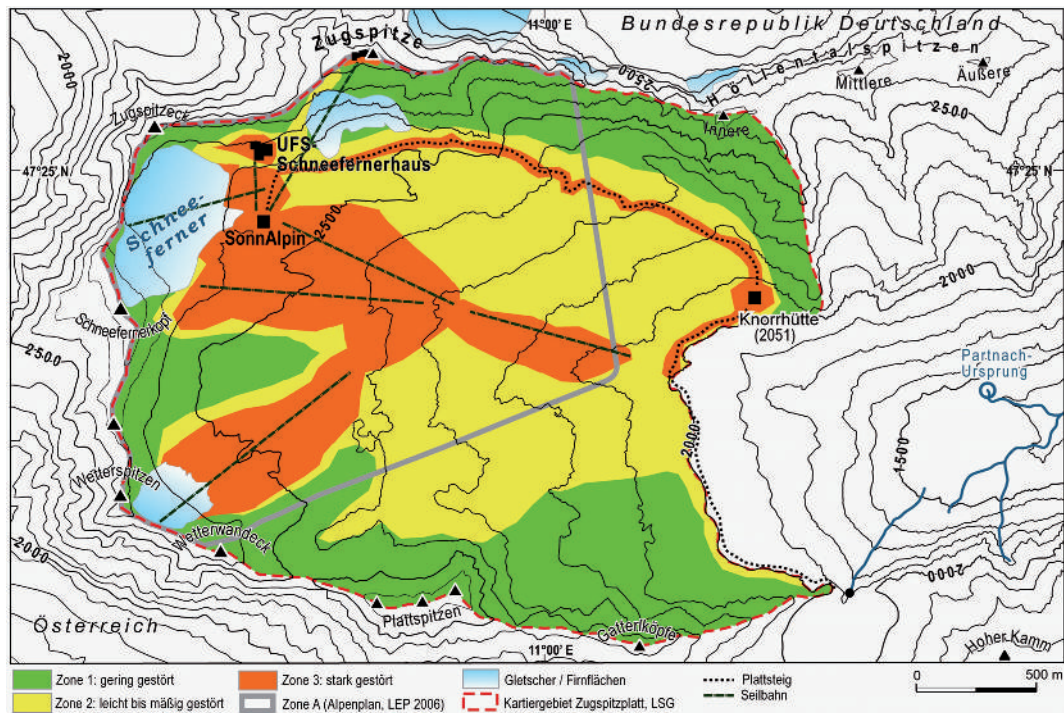 11°00' E
Bundesrepublik Deutschland
Zugspitze
2000
2500
Höllentalspitzen
Mittlere
Äußere
Zugspitzeck
Innere
2500
47°25' N
UFS
Schneefernerhaus
47°25' N
Schnee-
ferner
SonnAlpin
2500
2000
Knorrhütte
(2051)
Schneefernerkopf
2500
Partnach-
Ursprung
2000
1500
Wetterspitzen
Wetterwandeck
2000
2000
Plattspitzen
Gatterlköpfe
Österreich
11°00' E
Hoher Kamm
Zone 1: gering gestört
Zone 3: stark gestört
Gletscher / Firnflächen
Plattsteig
0
500 m
Zone 2: leicht bis mäßig gestört
Zone A (Alpenplan, LEP 2006)
Kartiergebiet Zugspitzplatt, LSG
Seilbahn